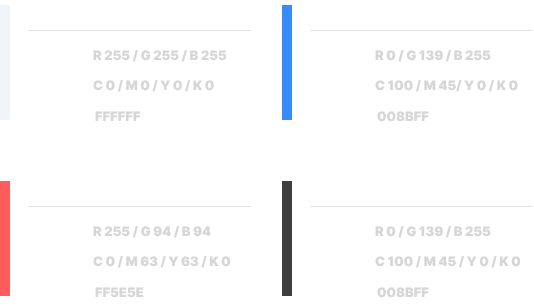 R 255 / G 255 / B 255
C 0 / M 0 / Y 0 / K 0
FFFFFF
R 0 / G 139 / B 255
C 100 / M 45/ Y 0 / K 0
008BFF
R 255 / G 94 / B 94
C 0 / M 63 / Y 63 / K 0
FF5E5E
R 0 / G 139 / B 255
C 100 / M 45 / Y 0 / K 0
008BFF